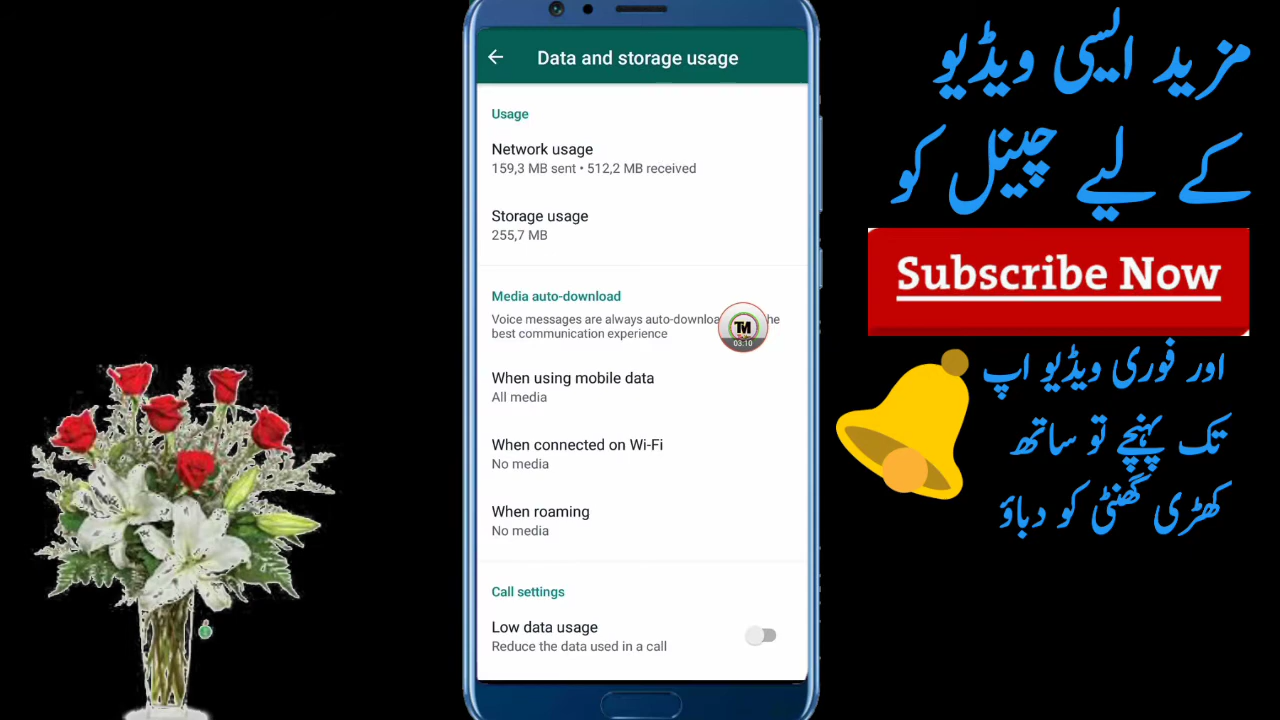 Data and storage usage
Usage
Network usage
159,3 MB sent • 512,2 MB received
Storage usage
255,7 MB
Media auto-download
Voice messages are always auto-downloa he
best communication experience
TM
03:10
When using mobile data
All media
When connected on Wi-Fi
No media
When roaming
No media
Call settings
Low data usage
Reduce the data used in a call
مزید ایسی ویڈیو
کے لیے چینل کو
Subscribe Now
اور فوری ویڈیو اپ
تک پہنچے تو ساتھ
کھڑی گھنٹی کو دباؤ